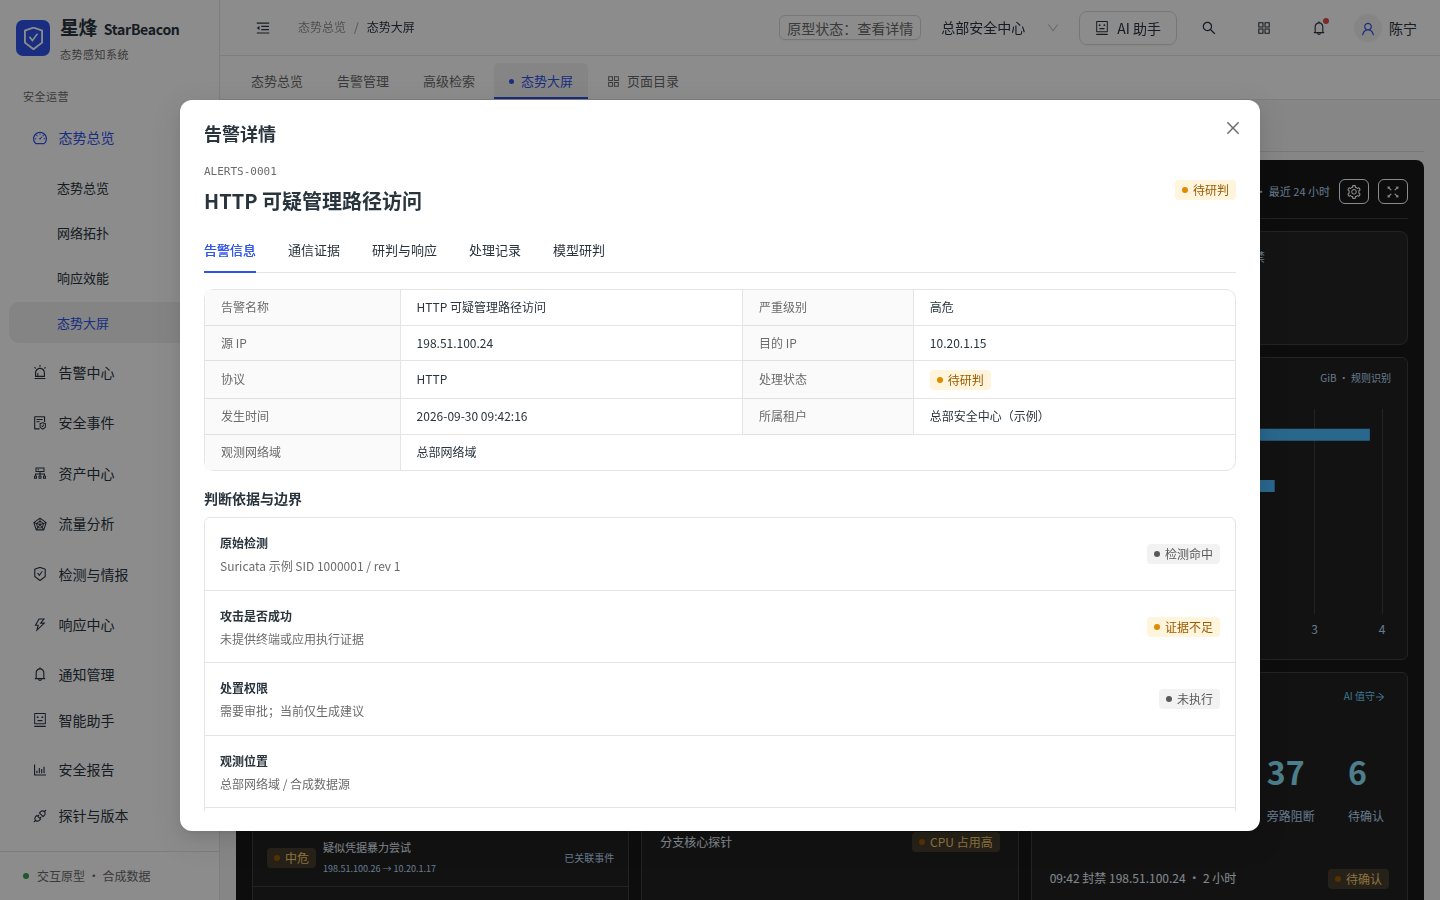 星烽 StarBeacon
态势感知系统
态势总览 / 态势大屏
原型状态：查看详情
总部安全中心
AI 助手
陈宁
安全运营
态势总览
告警管理
高级检索
态势大屏
页面目录
态势总览
态势总览
网络拓扑
响应效能
态势大屏
告警中心
安全事件
资产中心
流量分析
检测与情报
响应中心
通知管理
智能助手
安全报告
探针与版本
交互原型 · 合成数据
告警详情
ALERTS-0001
HTTP 可疑管理路径访问
待研判
告警信息
通信证据
研判与响应
处理记录
模型研判
告警名称 HTTP 可疑管理路径访问 严重级别 高危
源 IP 198.51.100.24 目的 IP 10.20.1.15
协议 HTTP 处理状态 待研判
发生时间 2026-09-30 09:42:16 所属租户 总部安全中心（示例）
观测网络域 总部网络域
判断依据与边界
原始检测
Suricata 示例 SID 1000001 / rev 1
检测命中
攻击是否成功
未提供终端或应用执行证据
证据不足
处置权限
需要审批；当前仅生成建议
未执行
观测位置
总部网络域 / 合成数据源
· 最近 24 小时
GiB · 规则识别
3 4
AI 值守→
37 6
旁路阻断 待确认
中危
疑似凭据暴力尝试
198.51.100.26 → 10.20.1.17
已关联事件
分支核心探针
CPU 占用高
09:42 封禁 198.51.100.24 · 2 小时
待确认